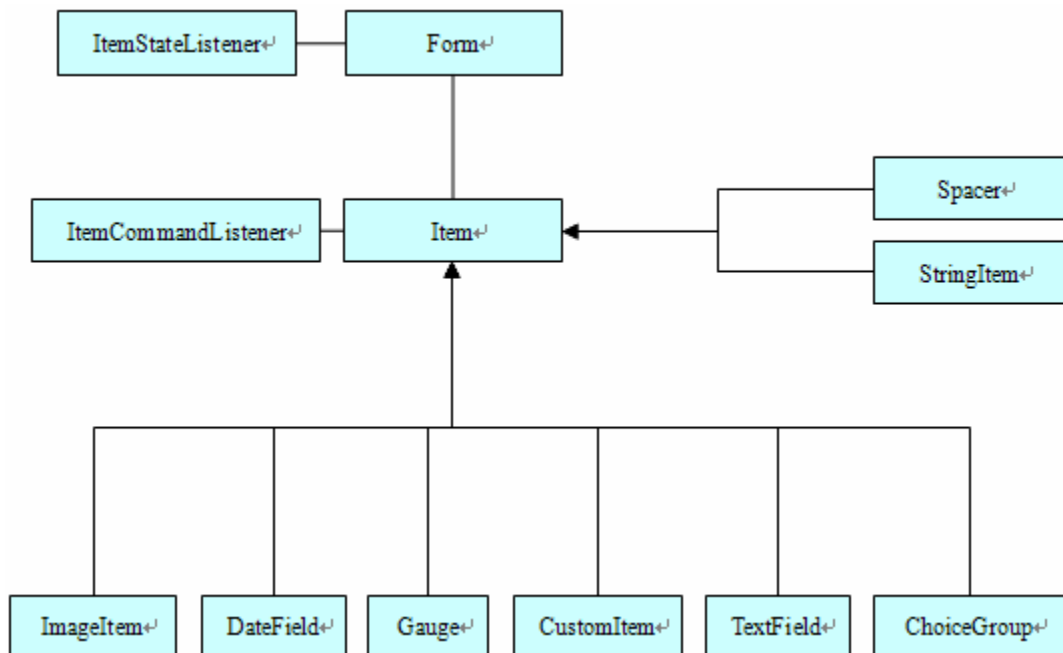 ItemStateListener↵
Form↵
Spacer↵
ItemCommandListener↵
Item↵
StringItem↵
ImageItem↵
DateField↵
Gauge↵
CustomItem↵
TextField↵
ChoiceGroup↵